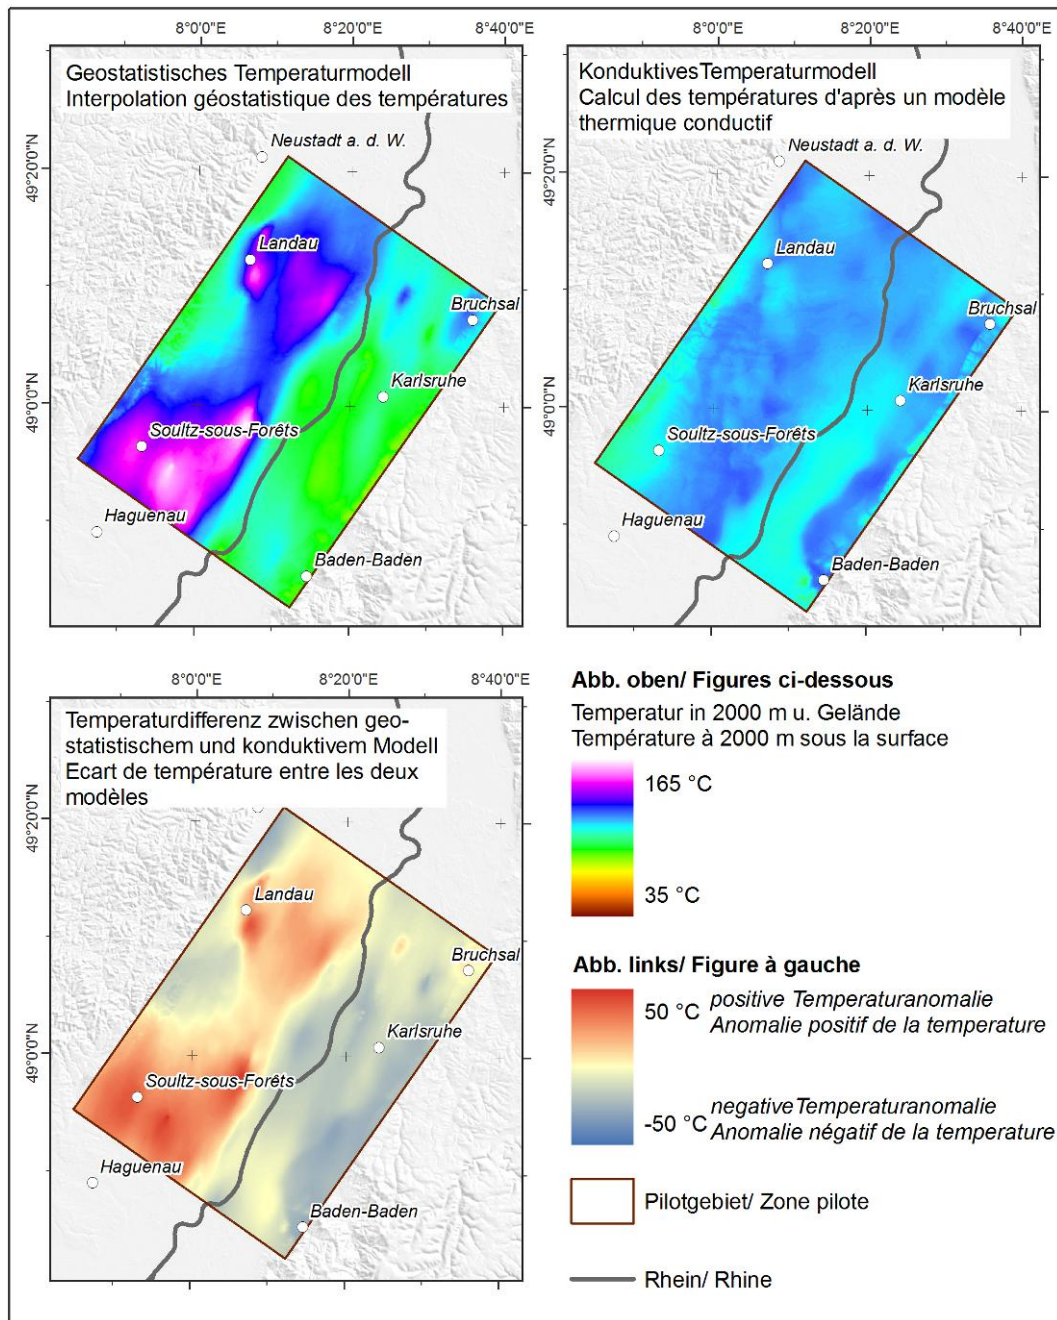 8°0'0"E
8°20'0"E
8°40'0"E
49°20'0"N
49°0'0"N
Geostatistisches Temperaturmodell
Interpolation géostatistique des températures
Neustadt a. d. W.
Landau
Bruchsal
Karlsruhe
Soultz-sous-Forêts
Haguenau
Baden-Baden
8°0'0"E
8°20'0"E
8°40'0"E
49°20'0"N
49°0'0"N
KonduktivesTemperaturmodell
Calcul des températures d'après un modèle
thermique conductif
Neustadt a. d. W.
Landau
Bruchsal
Karlsruhe
Soultz-sous-Forêts
Haguenau
Baden-Baden
8°0'0"E
8°20'0"E
8°40'0"E
49°20'0"N
49°0'0"N
Temperaturdifferenz zwischen geo-
statistischem und konduktivem Modell
Ecart de température entre les deux
modèles
Landau
Bruchsal
Karlsruhe
Soultz-sous-Forêts
Haguenau
Baden-Baden
Abb. oben/ Figures ci-dessous
Temperatur in 2000 m u. Gelände
Température à 2000 m sous la surface
165 °C
35 °C
Abb. links/ Figure à gauche
50 °C positive Temperaturanomalie
Anomalie positif de la temperature
-50 °C negativeTemperaturanomalie
Anomalie négatif de la temperature
Pilotgebiet/ Zone pilote
Rhein/ Rhine